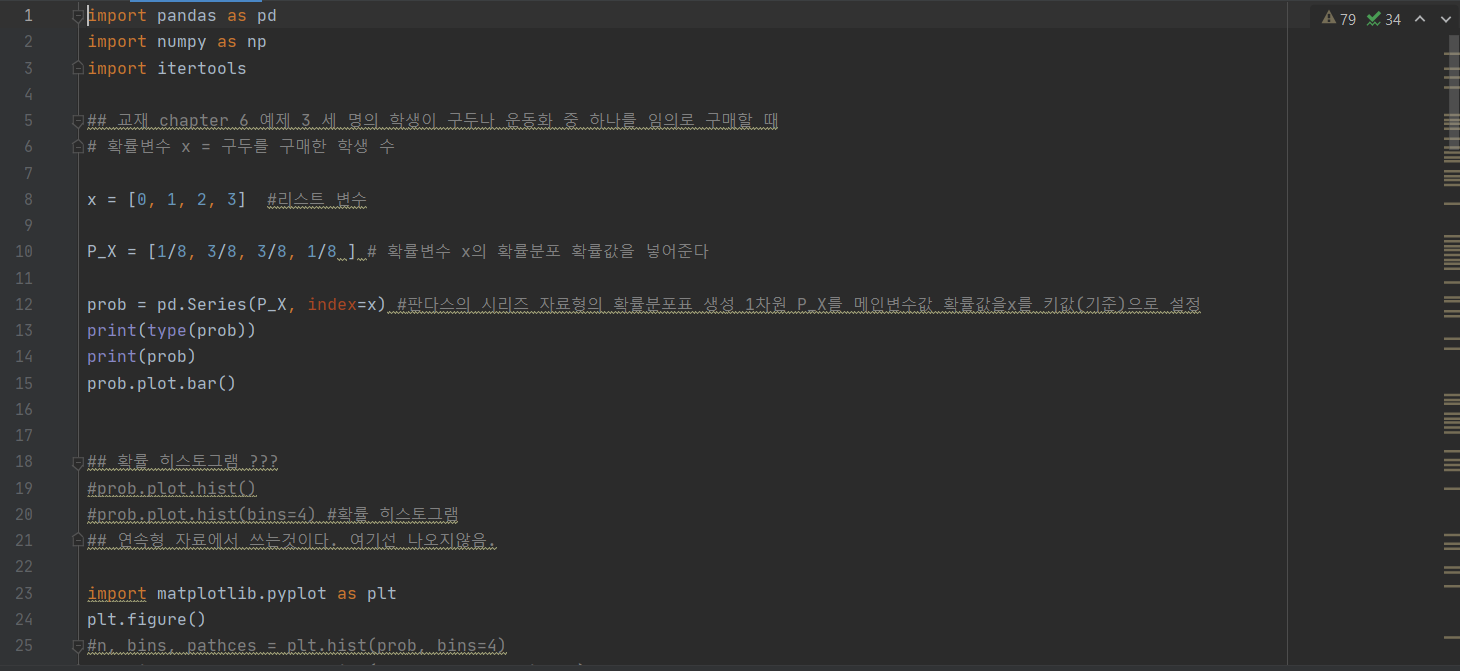 79 34
1 import pandas as pd
2 import numpy as np
3 import itertools
4
5 ## 교재 chapter 6 예제 3 세 명의 학생이 구두나 운동화 중 하나를 임의로 구매할 때
6 # 확률변수 x = 구두를 구매한 학생 수
7
8 x = [0, 1, 2, 3]  #리스트 변수
9
10 P_X = [1/8, 3/8, 3/8, 1/8 ] # 확률변수 x의 확률분포 확률값을 넣어준다
11
12 prob = pd.Series(P_X, index=x) #판다스의 시리즈 자료형의 확률분포표 생성 1차원 P_X를 메인변수값 확률값을x를 키값(기준)으로 설정
13 print(type(prob))
14 print(prob)
15 prob.plot.bar()
16
17
18 ## 확률 히스토그램 ???
19 #prob.plot.hist()
20 #prob.plot.hist(bins=4) #확률 히스토그램
21 ## 연속형 자료에서 쓰는것이다. 여기선 나오지않음.
22
23 import matplotlib.pyplot as plt
24 plt.figure()
25 #n, bins, pathces = plt.hist(prob, bins=4)